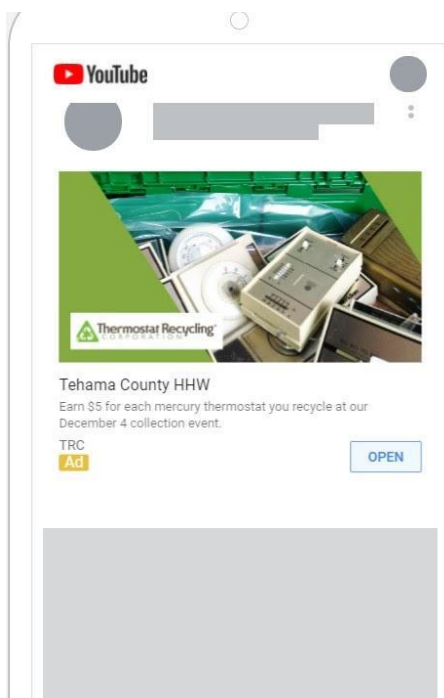 YouTube
Thermostat Recycling
CORPORATION
Tehama County HHW
Earn $5 for each mercury thermostat you recycle at our
December 4 collection event.
TRC
Ad
OPEN